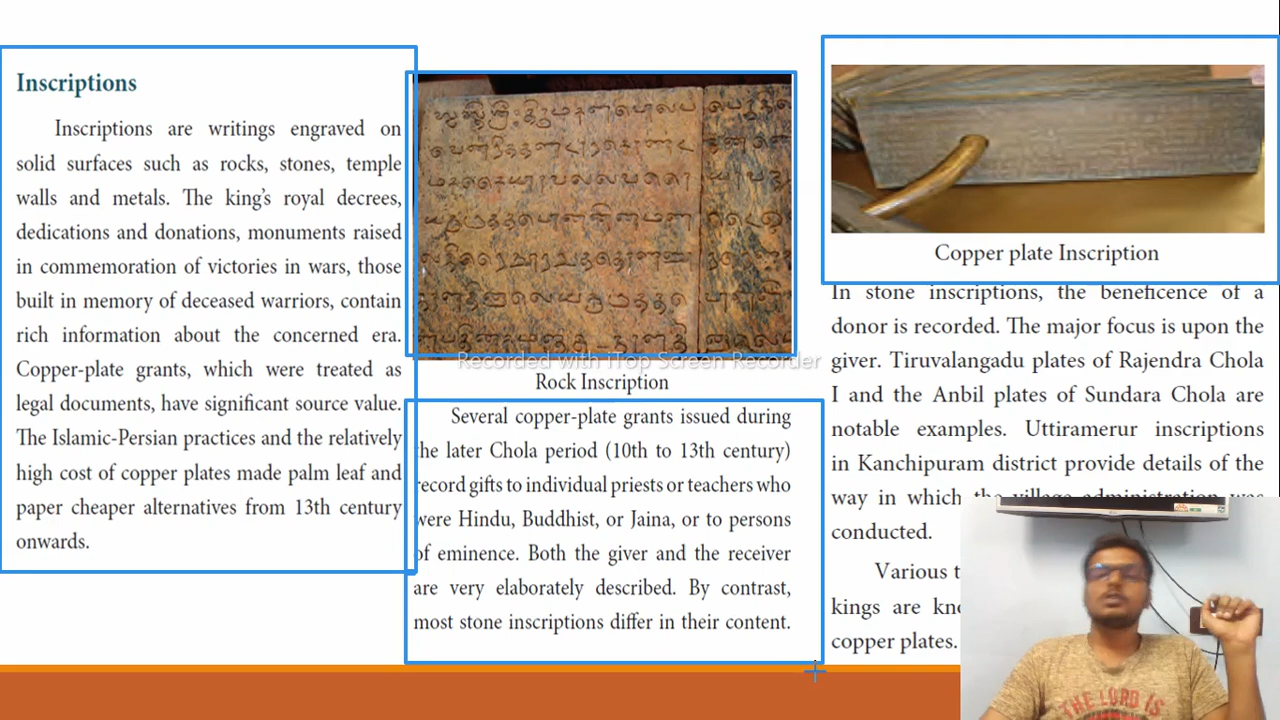 Inscriptions
Inscriptions are writings engraved on
solid surfaces such as rocks, stones, temple
walls and metals. The king's royal decrees,
dedications and donations, monuments raised
in commemoration of victories in wars, those
built in memory of deceased warriors, contain
rich information about the concerned era.
Copper-plate grants, which were treated as
legal documents, have significant source value.
The Islamic-Persian practices and the relatively
high cost of copper plates made palm leaf and
paper cheaper alternatives from 13th century
onwards.
Recorded with iTop Screen Recorder
Rock Inscription
Several copper-plate grants issued during
the later Chola period (10th to 13th century)
record gifts to individual priests or teachers who
were Hindu, Buddhist, or Jaina, or to persons
of eminence. Both the giver and the receiver
are very elaborately described. By contrast,
most stone inscriptions differ in their content.
Copper plate Inscription
In stone inscriptions, the beneficence of a
donor is recorded. The major focus is upon the
giver. Tiruvalangadu plates of Rajendra Chola
I and the Anbil plates of Sundara Chola are
notable examples. Uttiramerur inscriptions
in Kanchipuram district provide details of the
way in which the village administration was
conducted.
Various
kings are
copper plates.
THE LORD IS